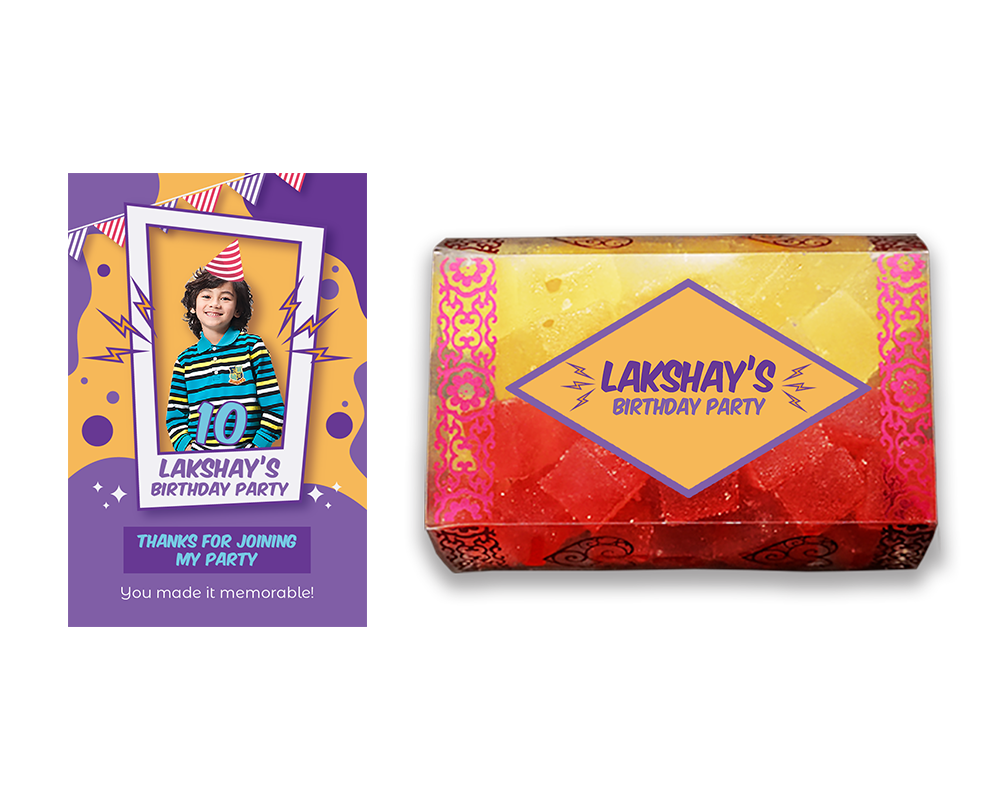 10
LAKSHAY'S
BIRTHDAY PARTY
THANKS FOR JOINING
MY PARTY
You made it memorable!
LAKSHAY'S
BIRTHDAY PARTY